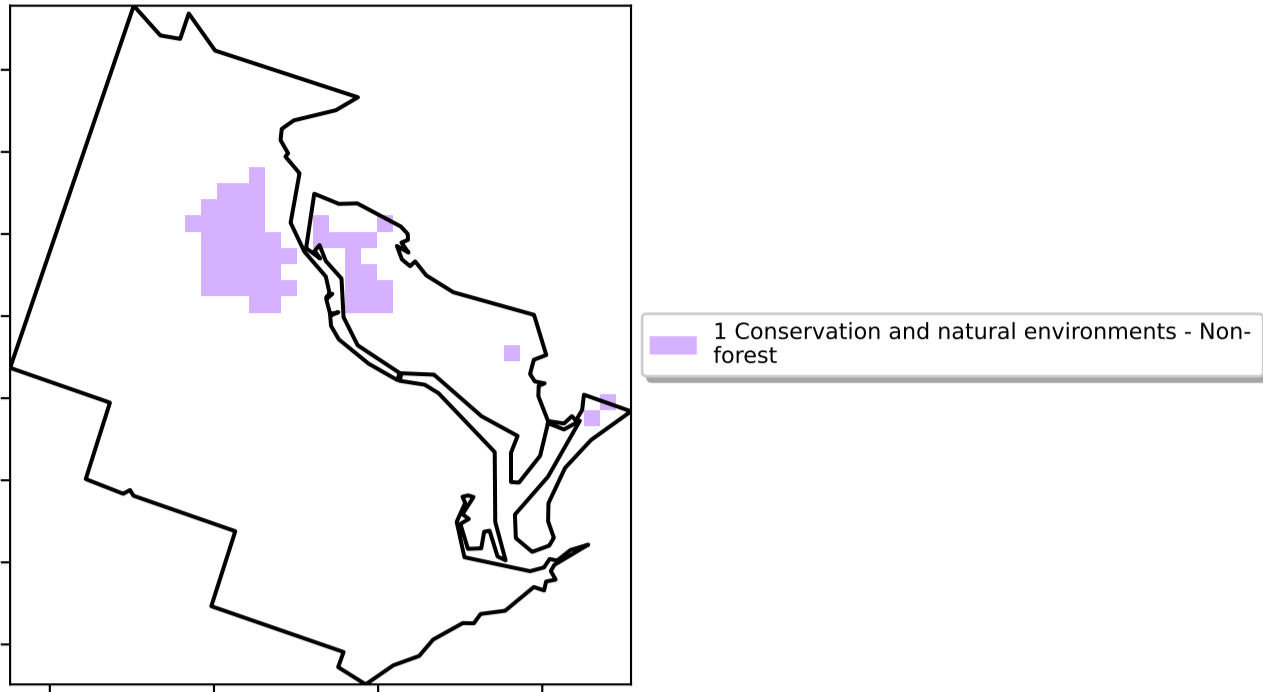 1 Conservation and natural environments - Non-
forest